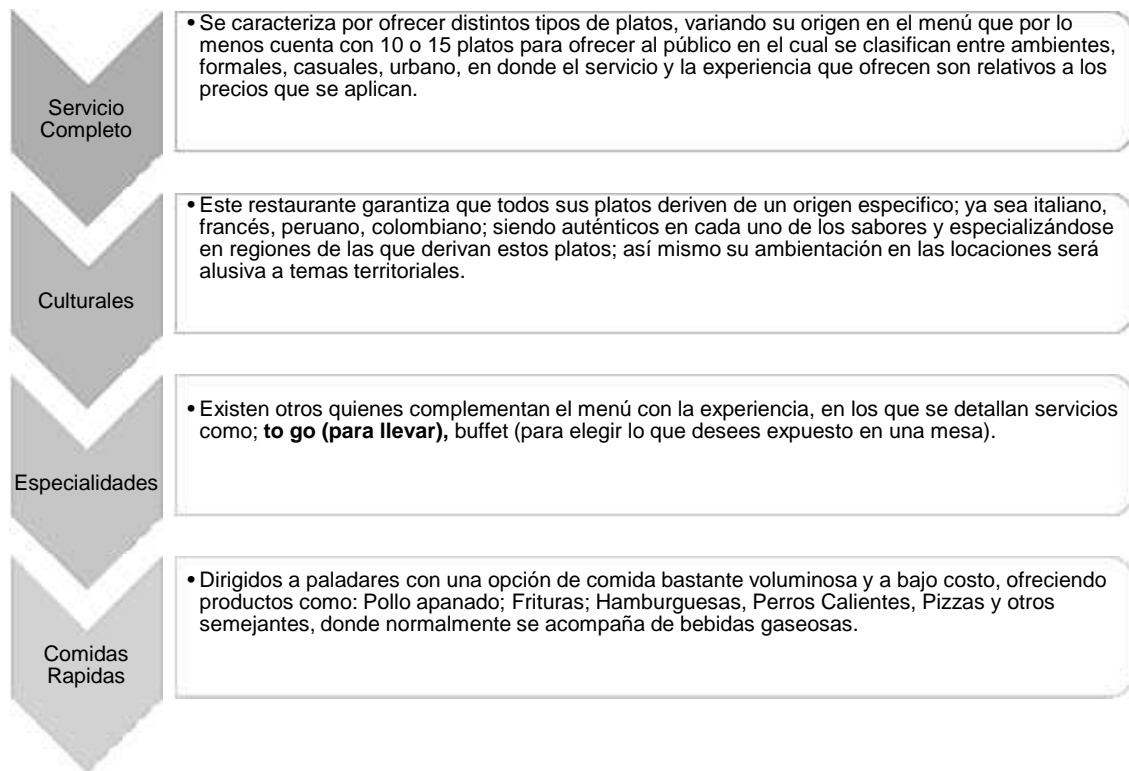 Servicio
Completo
• Se caracteriza por ofrecer distintos tipos de platos, variando su origen en el menú que por lo
menos cuenta con 10 o 15 platos para ofrecer al público en el cual se clasifican entre ambientes,
formales, casuales, urbano, en donde el servicio y la experiencia que ofrecen son relativos a los
precios que se aplican.
Culturales
• Este restaurante garantiza que todos sus platos deriven de un origen especifico; ya sea italiano,
francés, peruano, colombiano; siendo auténticos en cada uno de los sabores y especializándose
en regiones de las que derivan estos platos; así mismo su ambientación en las locaciones será
alusiva a temas territoriales.
Especialidades
• Existen otros quienes complementan el menú con la experiencia, en los que se detallan servicios
como; to go (para llevar), buffet (para elegir lo que desees expuesto en una mesa).
Comidas
Rapidas
• Dirigidos a paladares con una opción de comida bastante voluminosa y a bajo costo, ofreciendo
productos como: Pollo apanado; Frituras; Hamburguesas, Perros Calientes, Pizzas y otros
semejantes, donde normalmente se acompaña de bebidas gaseosas.